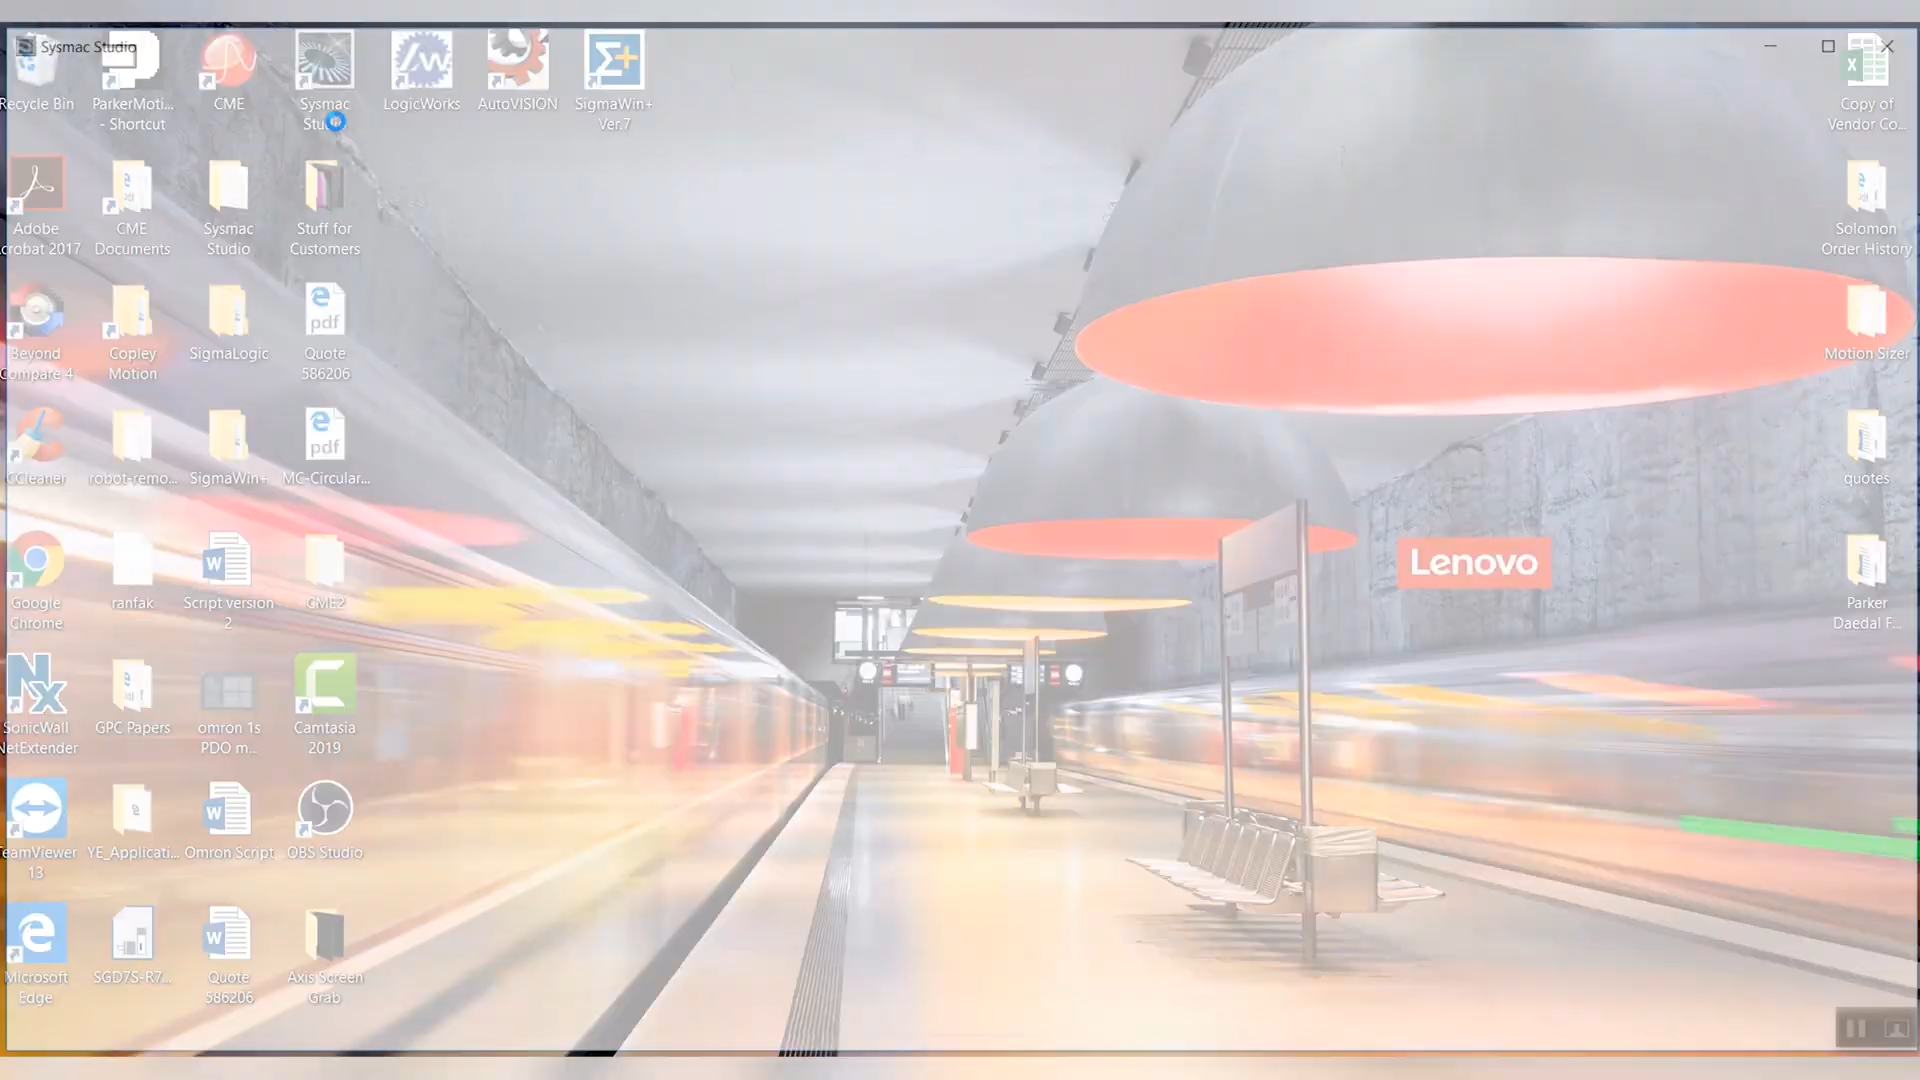 Sysmac Studio
Recycle Bin
ParkerMoti...
- Shortcut
CME
Sysmac
Studio
LogicWorks
AutoVISION
SigmaWin+
Ver.7
Copy of
Vendor Co...
Adobe
crobat 2017
CME
Documents
Sysmac
Studio
Stuff for
Customers
Solomon
Order History
Beyond
Compare 4
Copley
Motion
SigmaLogic
pdf
Quote
586206
Motion Sizer
CCleaner
robot-remo...
SigmaWin+
pdf
MC-Circular...
quotes
Google
Chrome
ranfak
Script version
2
CME2
Lenovo
Parker
Daedal F...
SonicWall
NetExtender
GPC Papers
omron 1s
PDO m...
Camtasia
2019
TeamViewer
13
YE_Applicati...
Omron Script
OBS Studio
Microsoft
Edge
SGD7S-R7...
Quote
586206
Axis Screen
Grab